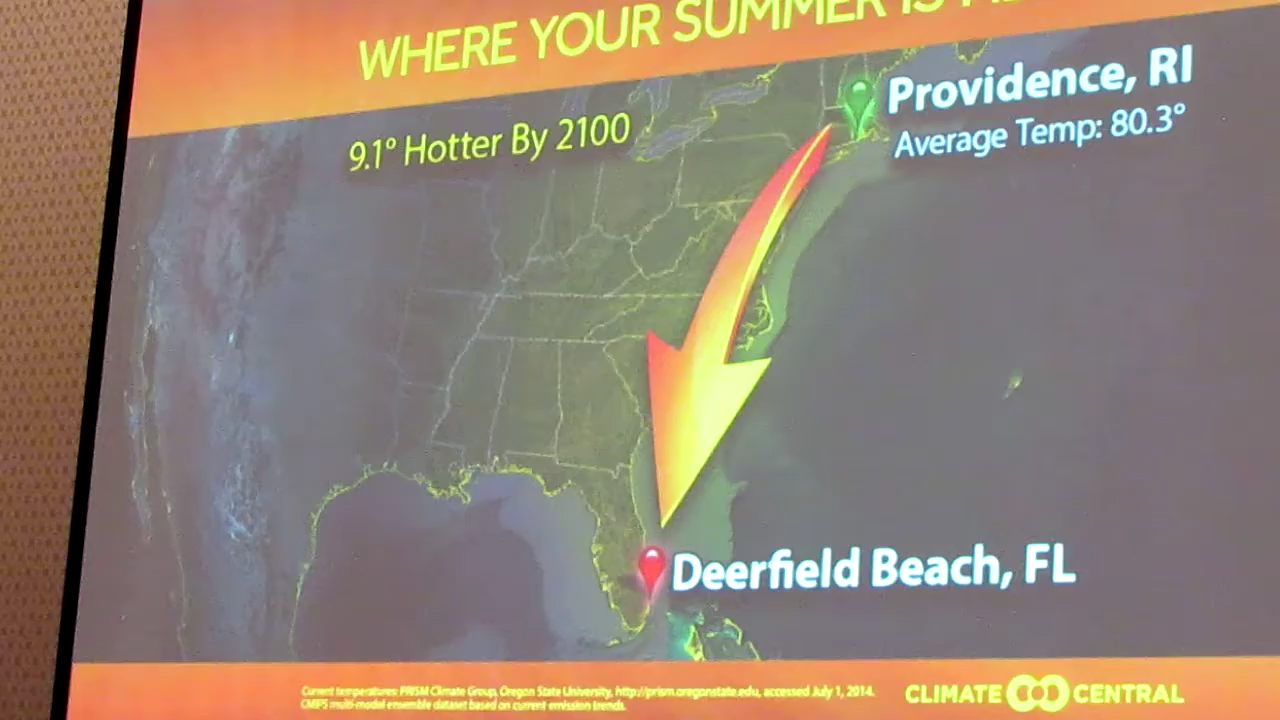 WHERE YOUR SUMMER IS
Providence, RI
Average Temp: 80.3°
9.1° Hotter By 2100
Deerfield Beach, FL
Current temperatures: PRISM Climate Group, Oregon State University, http://prism.oregonstate.edu, accessed July 1, 2014.
CMIP5 multi-model ensemble dataset based on current emission trends.
CLIMATE CENTRAL